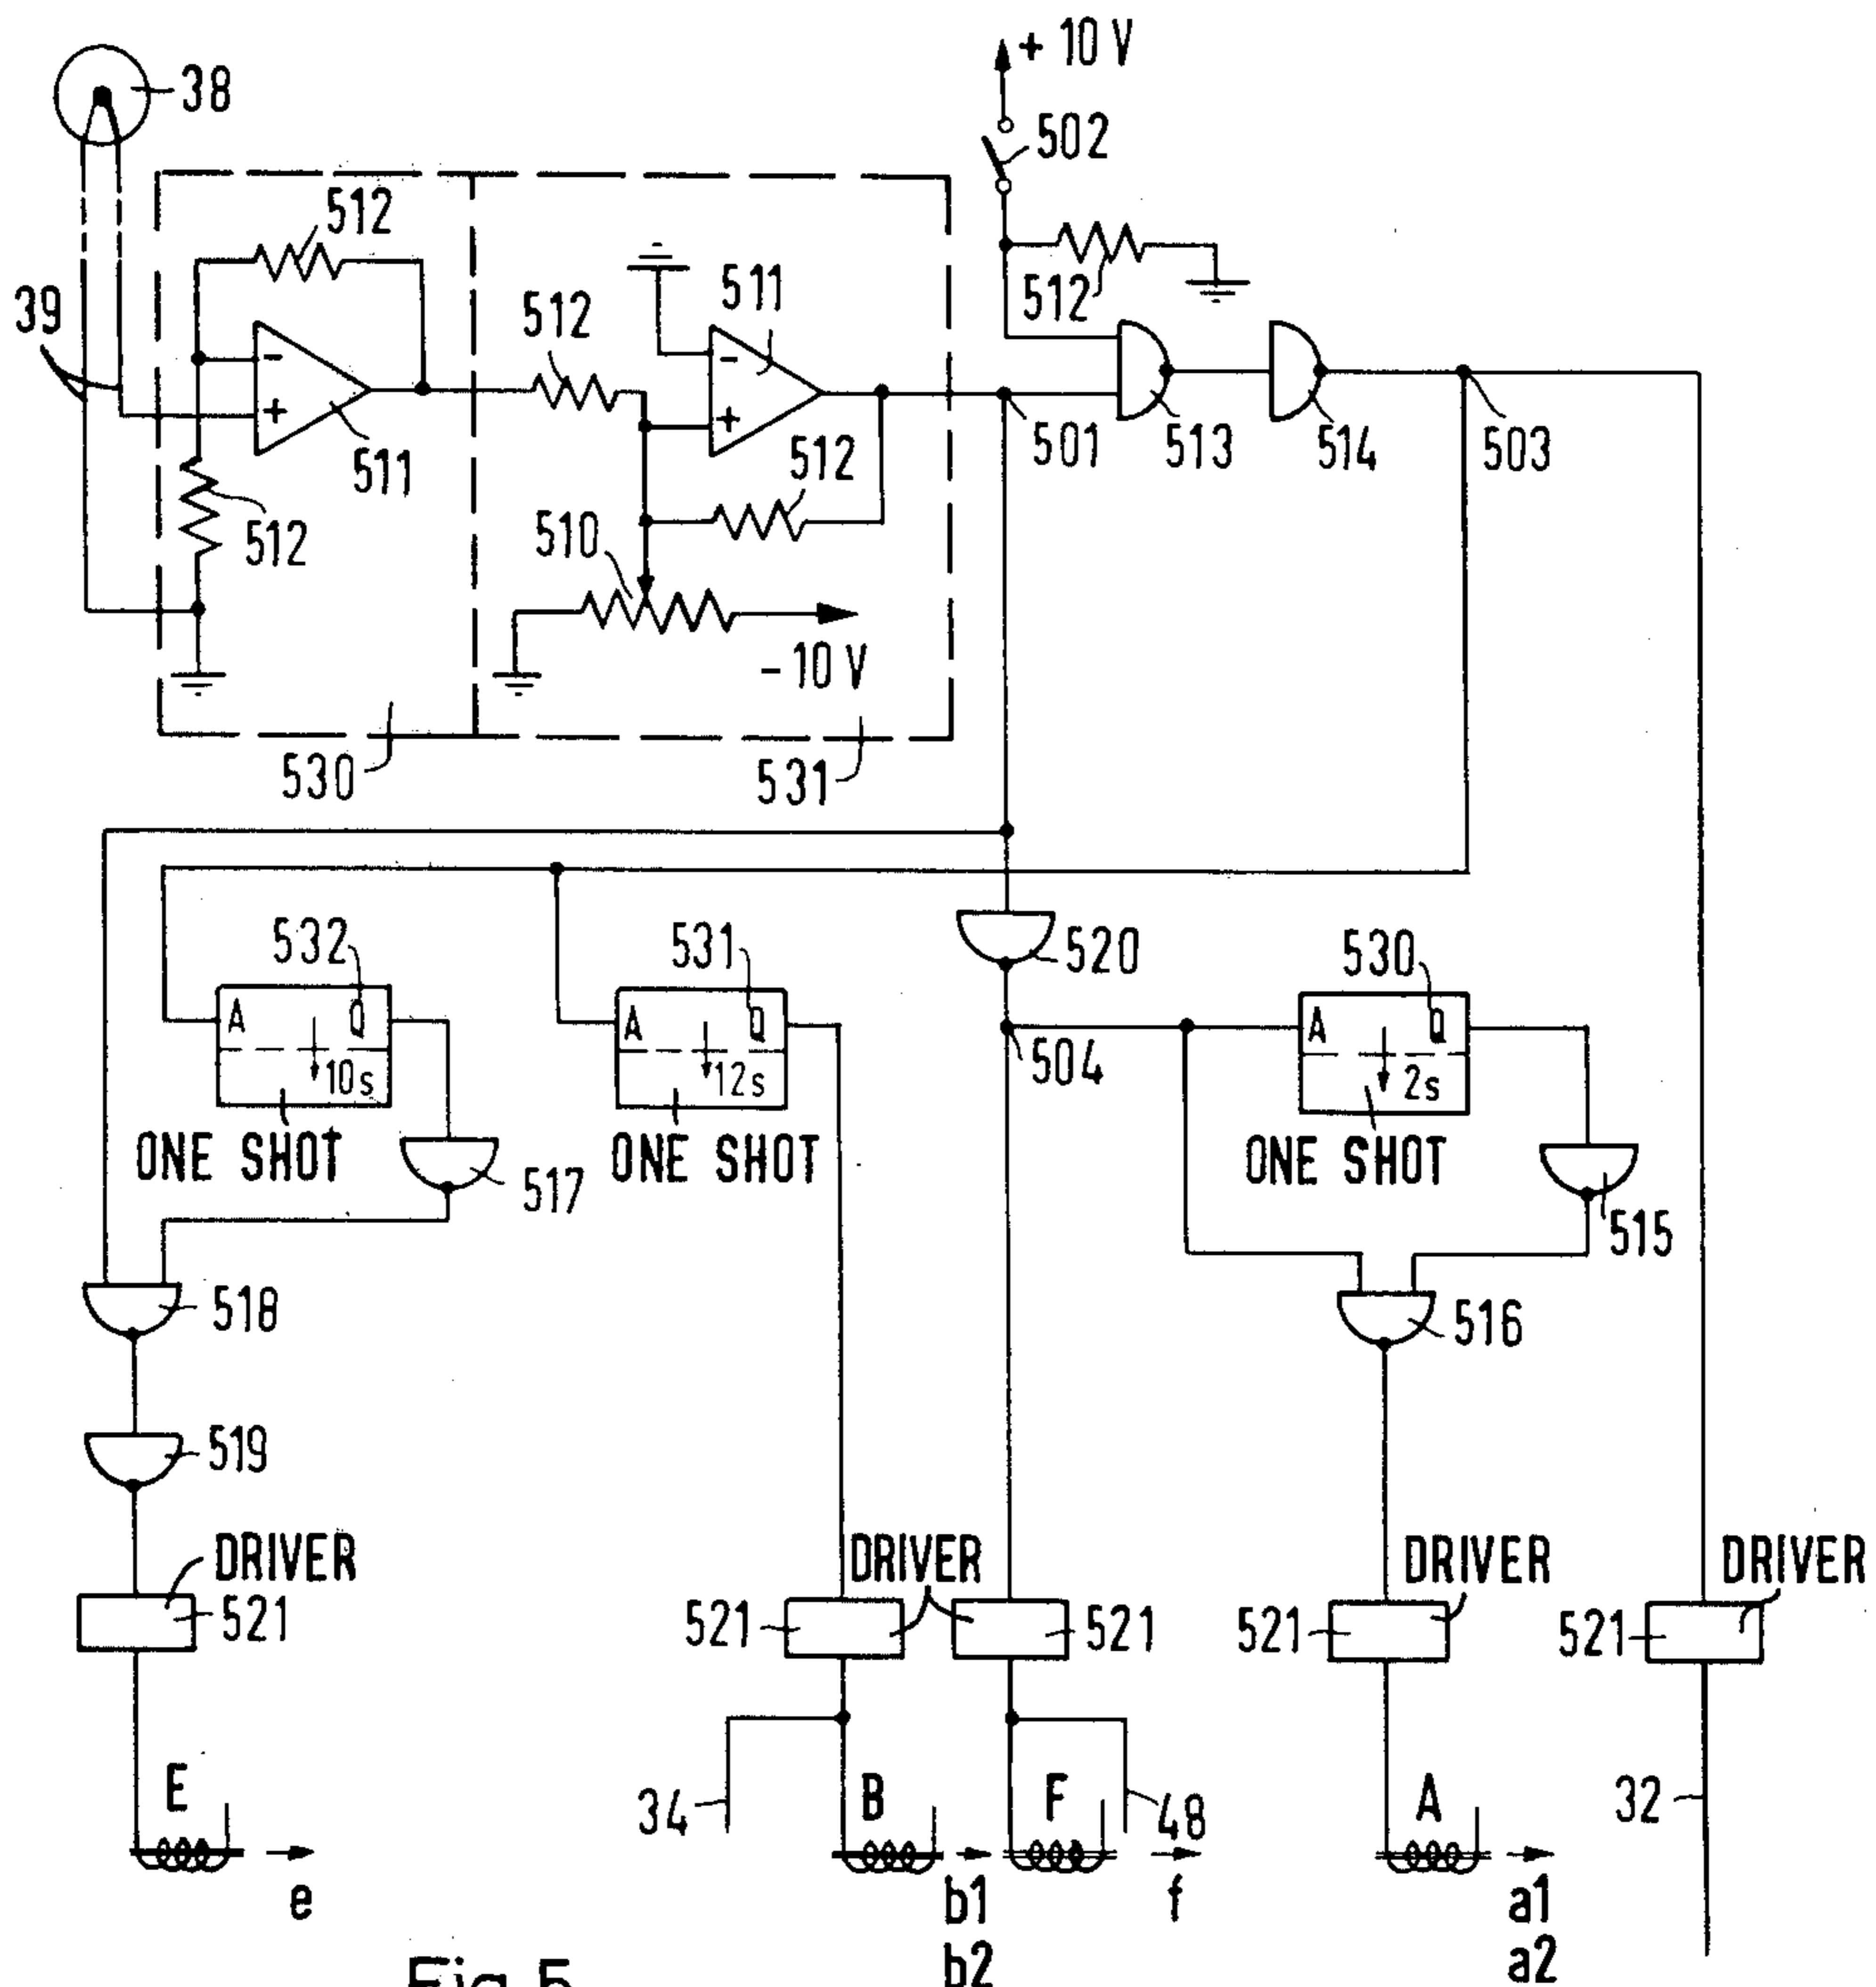 + 10 V
38
502
512
512
39
512
511
512
+
-
-
+
511
501
513
514
503
512
512
510
- 10 V
530
531
532
531
520
530
A Q
A Q
504
A Q
10s
12s
2s
ONE SHOT
ONE SHOT
ONE SHOT
517
515
518
516
519
DRIVER
DRIVER
DRIVER
DRIVER
521
521
521
521
521
E
34
B
F
48
A
32
e
b1
b2
f
a1
a2
Fig. 5